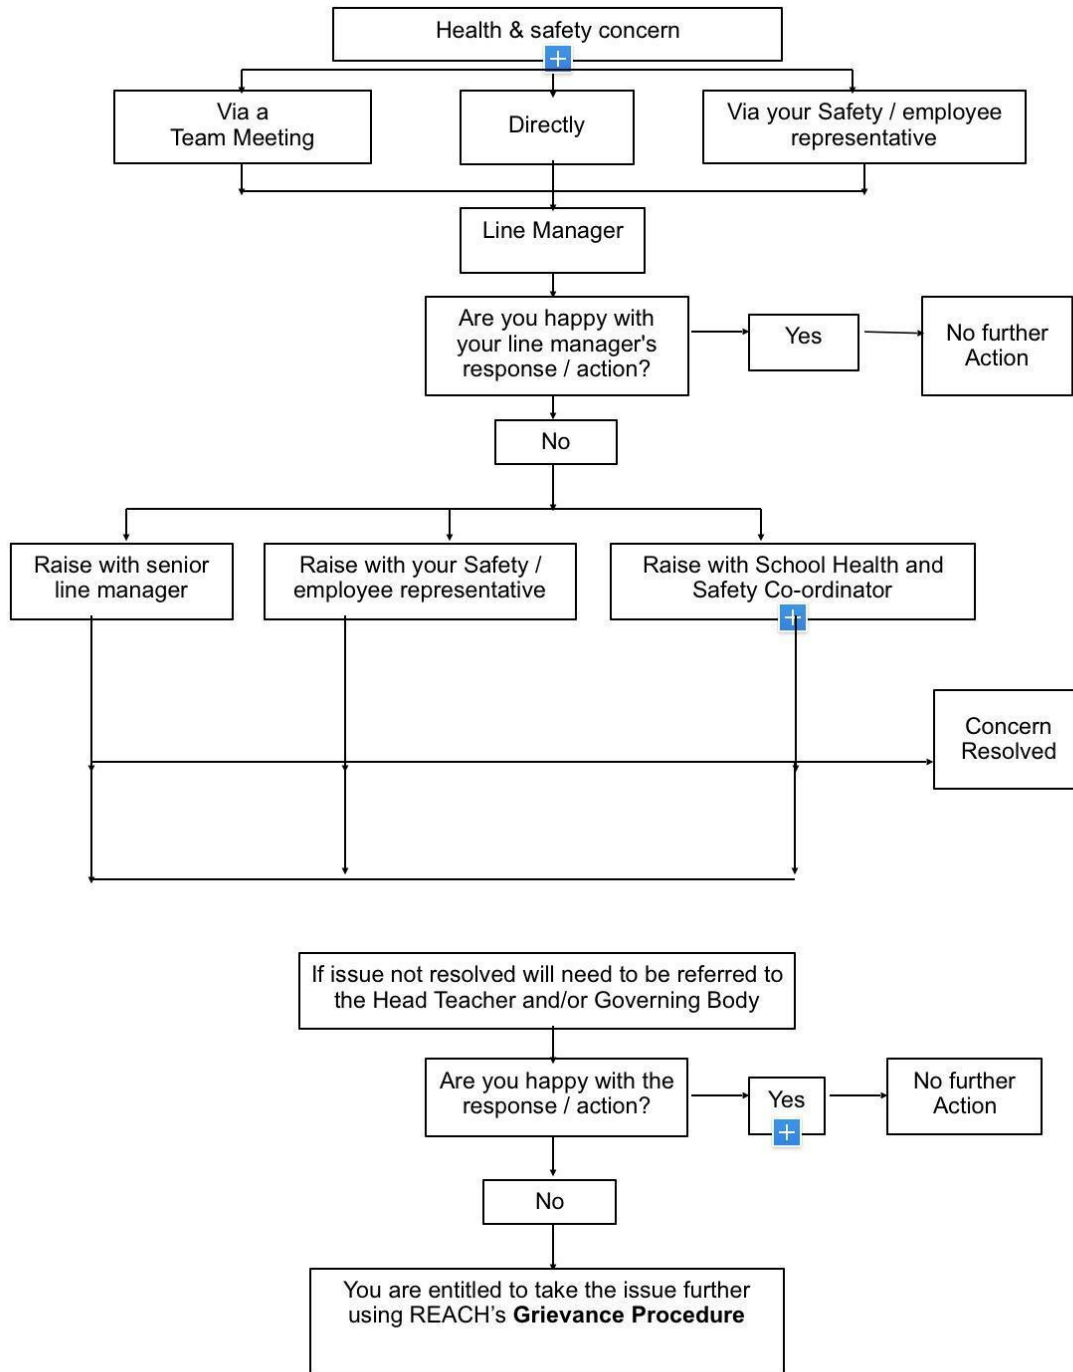 Health & safety concern
Via a
Team Meeting
Directly
Via your Safety / employee
representative
Line Manager
Are you happy with
your line manager's
response / action?
Yes
No further
Action
No
Raise with senior
line manager
Raise with your Safety /
employee representative
Raise with School Health and
Safety Co-ordinator
Concern
Resolved
If issue not resolved will need to be referred to
the Head Teacher and/or Governing Body
Are you happy with the
response / action?
Yes
No further
Action
No
You are entitled to take the issue further
using REACH’s Grievance Procedure